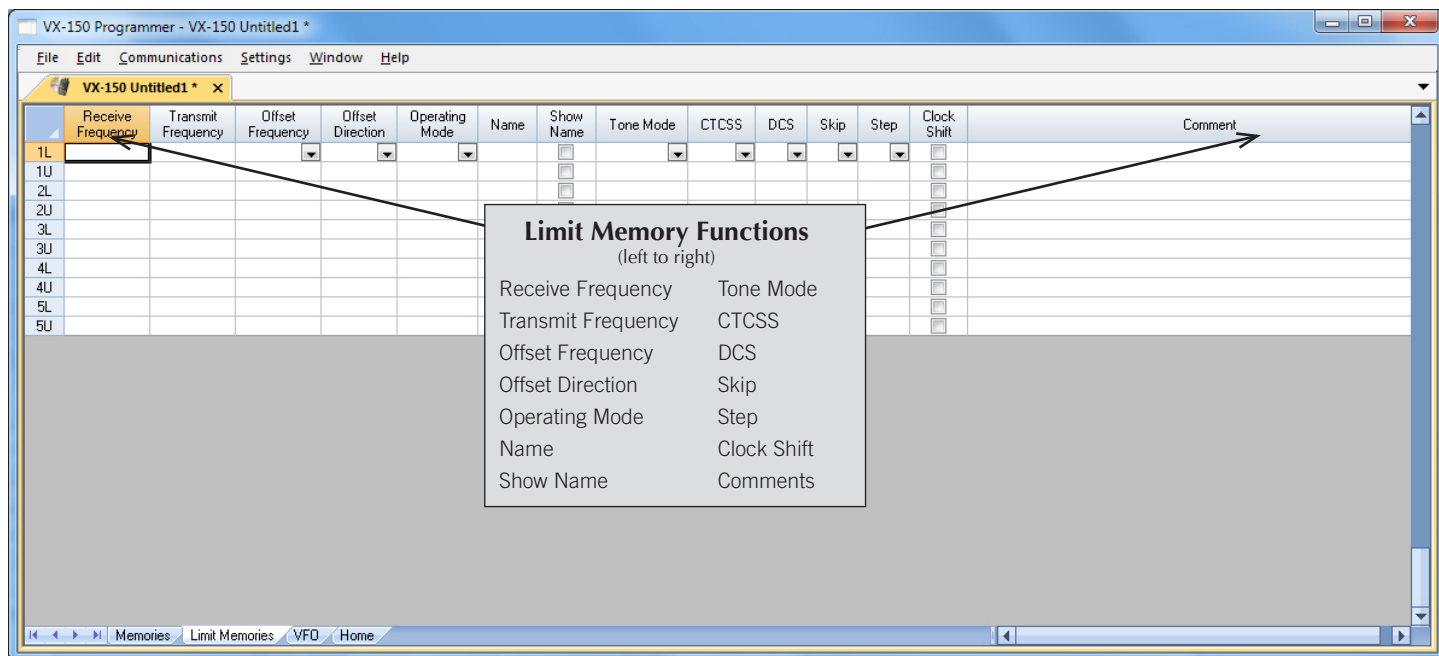 VX-150 Programmer - VX-150 Untitled1 *
File Edit Communications Settings Window Help
VX-150 Untitled1 * x
Receive Frequency Transmit Frequency Offset Frequency Offset Direction Operating Mode Name Show Name Tone Mode CTCSS DCS Skip Step Clock Shift Comment
1L
1U
2L
2U
3L
3U
4L
4U
5L
5U
Limit Memory Functions
(left to right)
Receive Frequency Tone Mode
Transmit Frequency CTCSS
Offset Frequency DCS
Offset Direction Skip
Operating Mode Step
Name Clock Shift
Show Name Comments
Memories Limit Memories VFO Home